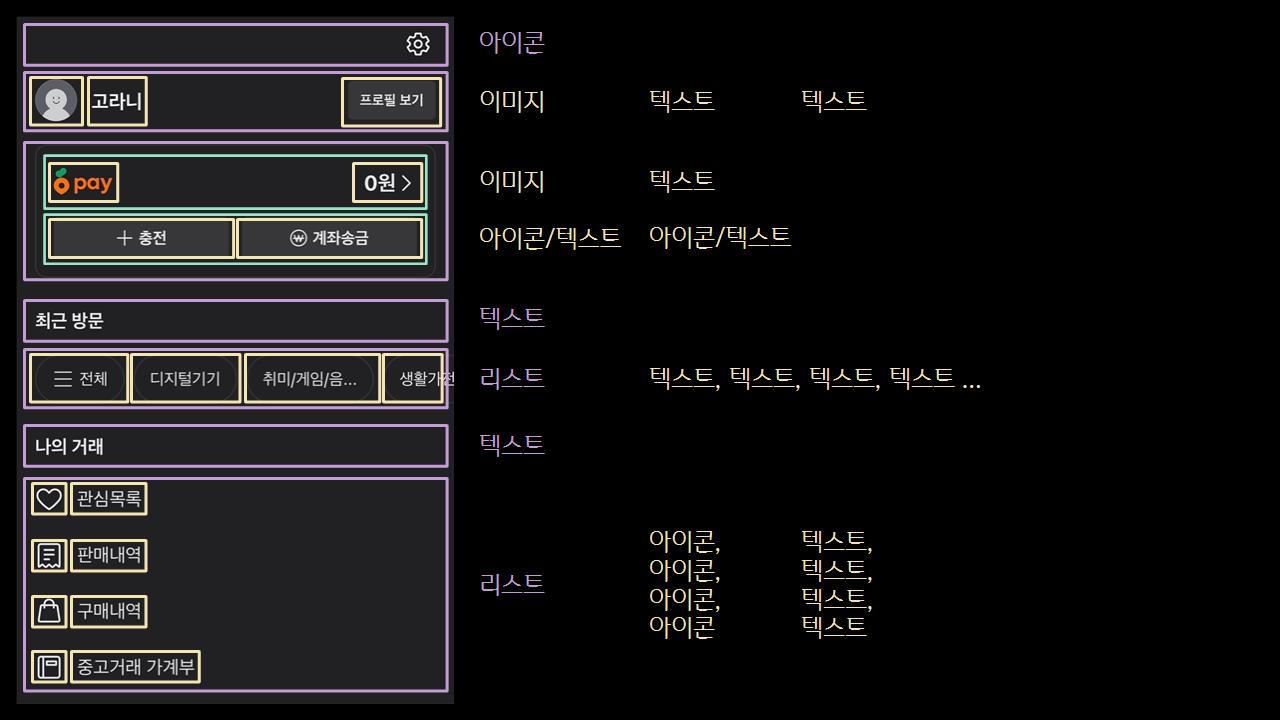 아이콘
고라니 프로필 보기 이미지 텍스트 텍스트
pay 0원 이미지 텍스트
충전 계좌송금 아이콘/텍스트 아이콘/텍스트
최근 방문 텍스트
전체 디지털기기 취미/게임/음... 생활가전 리스트 텍스트, 텍스트, 텍스트, 텍스트 ...
나의 거래 텍스트
관심목록
판매내역
구매내역
중고거래 가계부
리스트
아이콘, 텍스트,
아이콘, 텍스트,
아이콘, 텍스트,
아이콘 텍스트